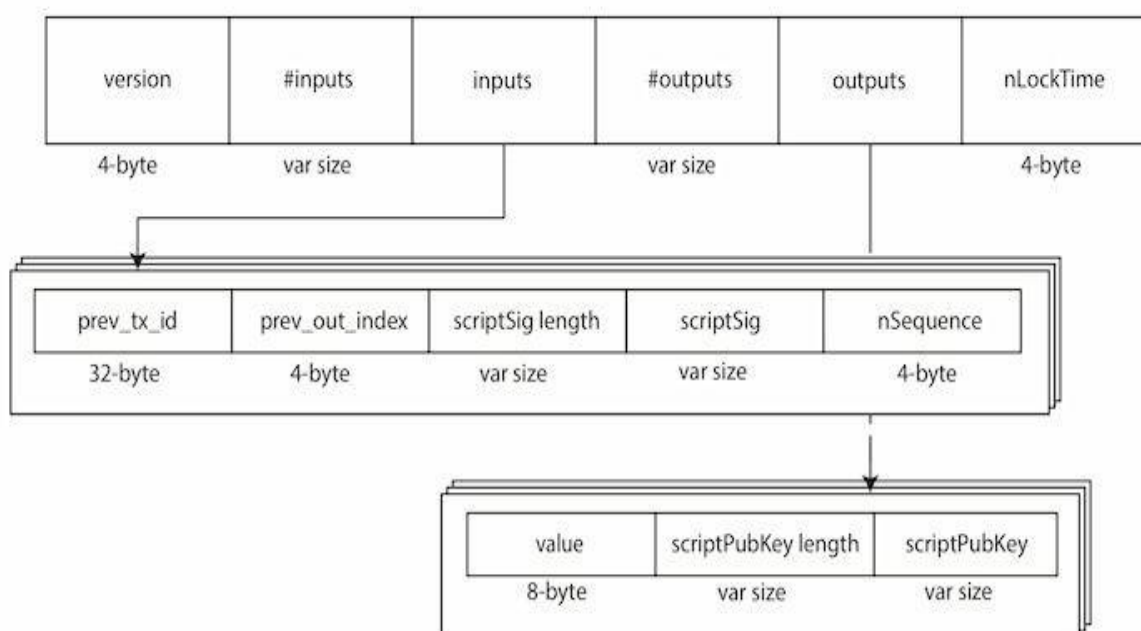 version #inputs inputs #outputs outputs nLockTime
4-byte var size var size 4-byte
prev_tx_id prev_out_index scriptSig length scriptSig nSequence
32-byte 4-byte var size var size 4-byte
value scriptPubKey length scriptPubKey
8-byte var size var size